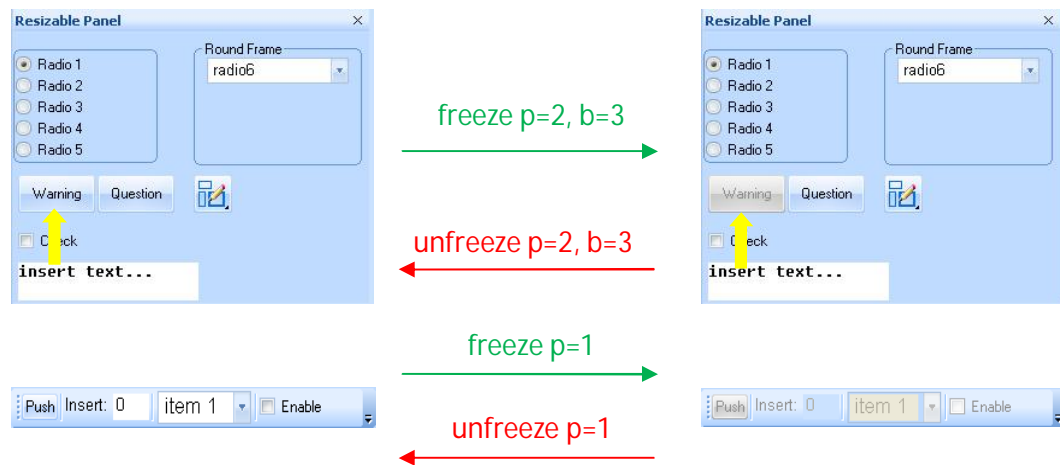 Resizable Panel
Radio 1
Radio 2
Radio 3
Radio 4
Radio 5
Round Frame
radio6
Warning Question
Check
insert text...
freeze p=2, b=3
unfreeze p=2, b=3
Resizable Panel
Radio 1
Radio 2
Radio 3
Radio 4
Radio 5
Round Frame
radio6
Warning Question
Check
insert text...
freeze p=1
Push Insert: 0 item 1 Enable
Push Insert: 0 item 1 Enable
unfreeze p=1